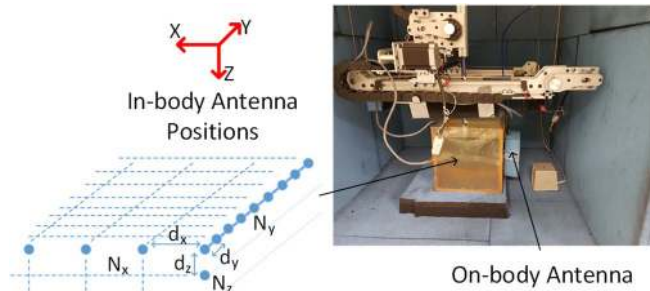 X
Y
Z
In-body Antenna
Positions
N_y
d_x
d_y
N_x
d_z
N_z
On-body Antenna